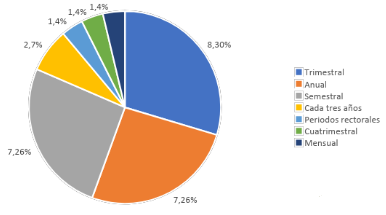 1,4%
1,4%
1,4%
2,7%
8,30%
7,26%
7,26%
Trimestral
Anual
Semestral
Cada tres años
Periodos rectorales
Cuatrimestral
Mensual